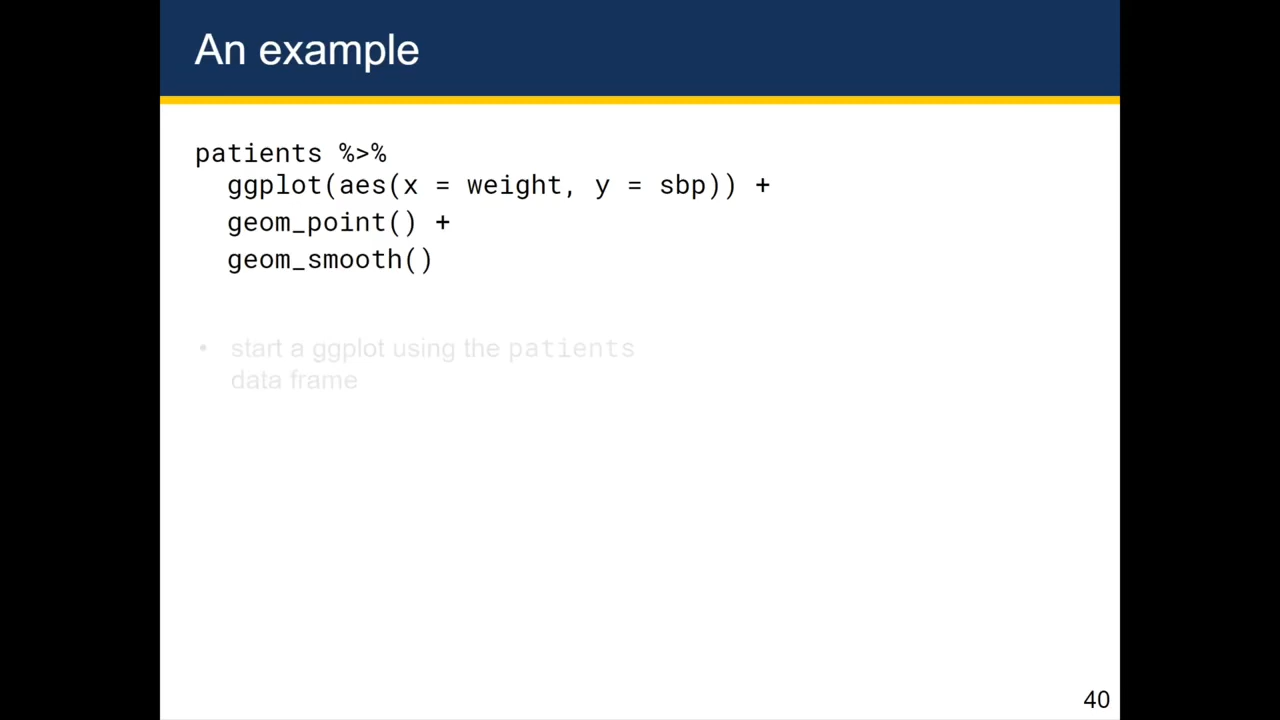 An example
patients %>%
ggplot(aes(x = weight, y = sbp)) +
geom_point() +
geom_smooth()
• start a ggplot using the patients
data frame
40